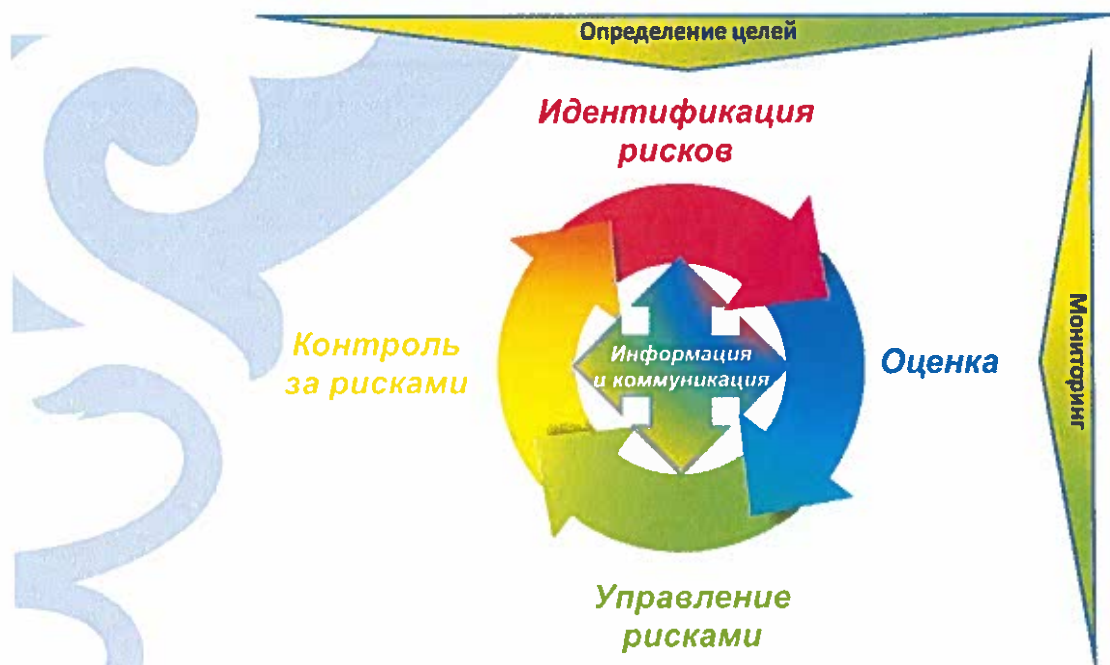 Определение целей
Идентификация
рисков
Контроль
за рисками
Информация
и коммуникация
Оценка
Мониторинг
Управление
рисками